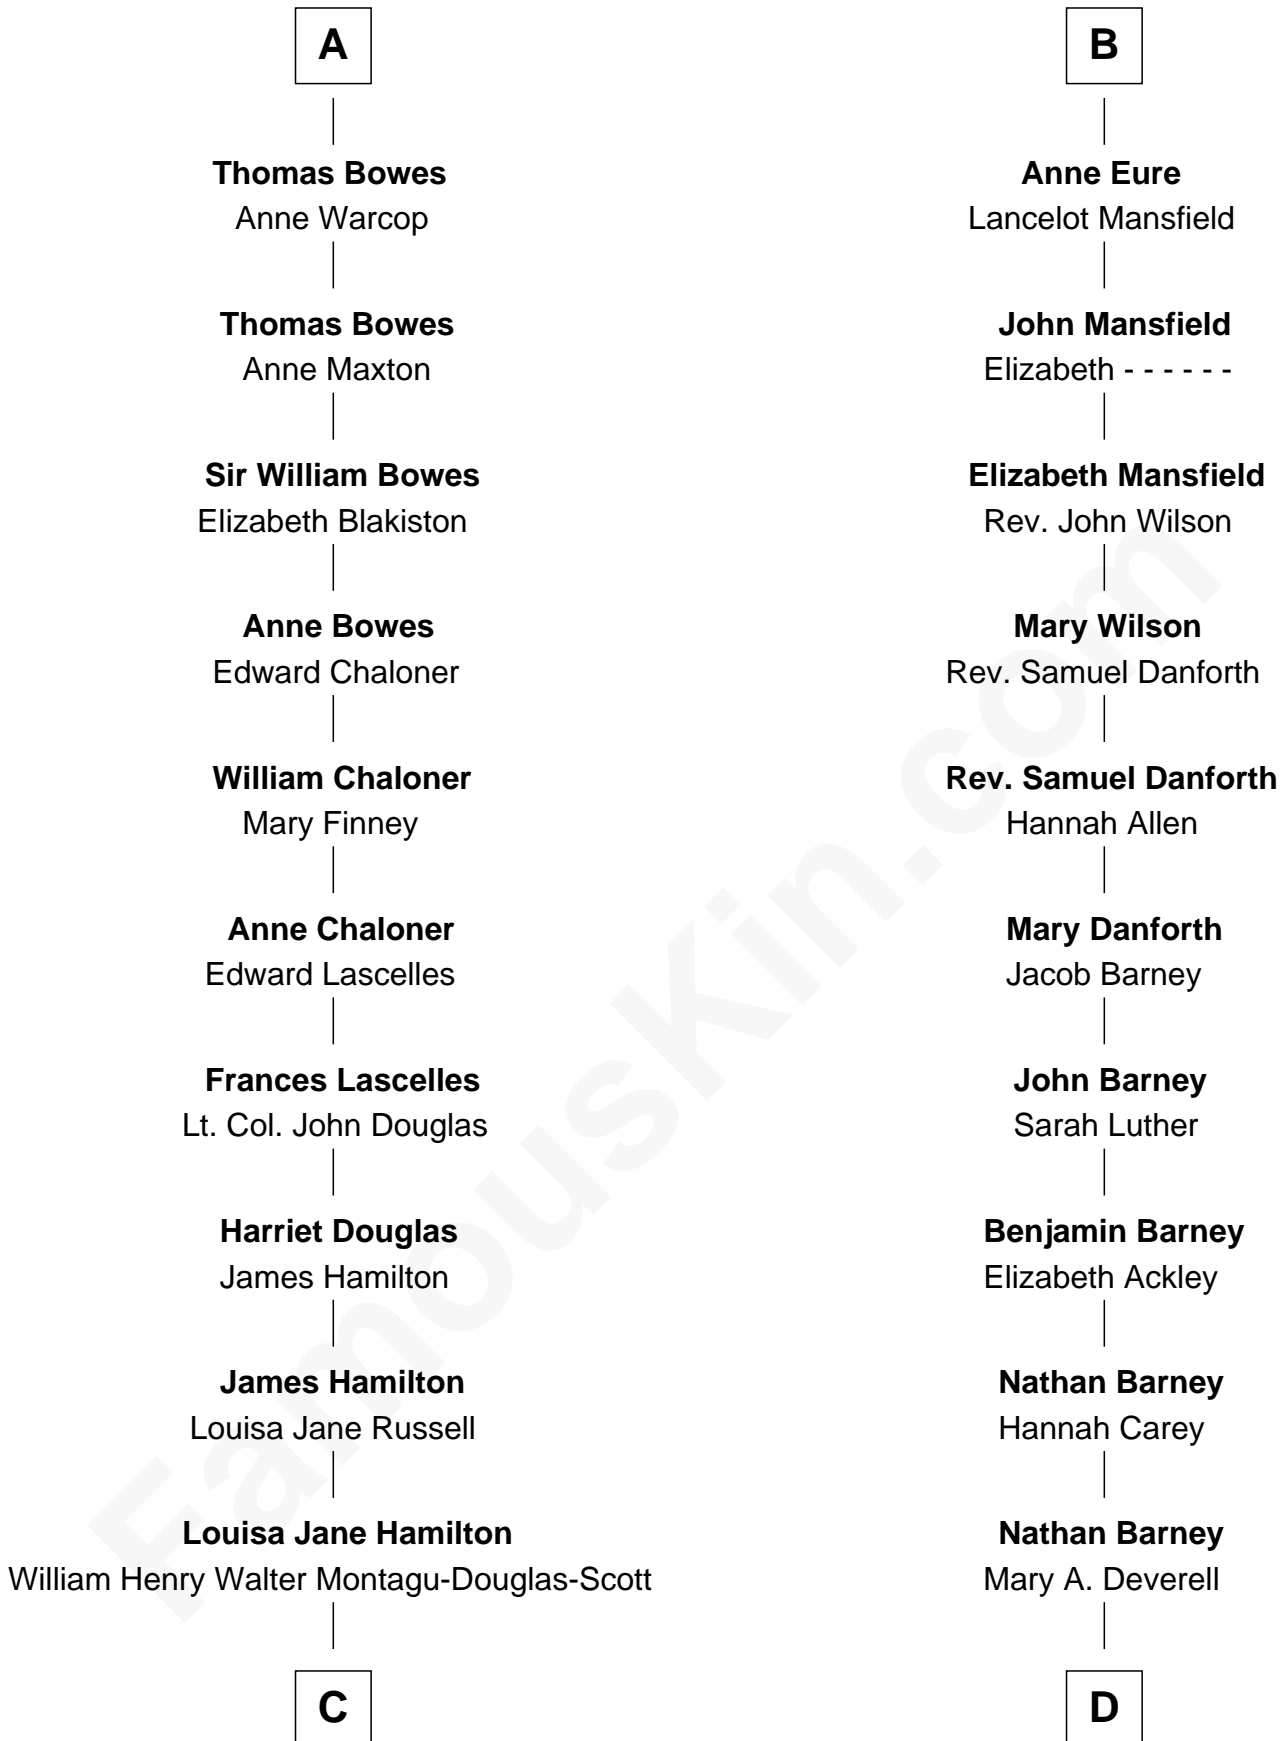 A
Thomas Bowes
Anne Warcop
Thomas Bowes
Anne Maxton
Sir William Bowes
Elizabeth Blakiston
Anne Bowes
Edward Chaloner
William Chaloner
Mary Finney
Anne Chaloner
Edward Lascelles
Frances Lascelles
Lt. Col. John Douglas
Harriet Douglas
James Hamilton
James Hamilton
Louisa Jane Russell
Louisa Jane Hamilton
William Henry Walter Montagu-Douglas-Scott
C
B
Anne Eure
Lancelot Mansfield
John Mansfield
Elizabeth - - - - - -
Elizabeth Mansfield
Rev. John Wilson
Mary Wilson
Rev. Samuel Danforth
Rev. Samuel Danforth
Hannah Allen
Mary Danforth
Jacob Barney
John Barney
Sarah Luther
Benjamin Barney
Elizabeth Ackley
Nathan Barney
Hannah Carey
Nathan Barney
Mary A. Deverell
D
FamousKin.com